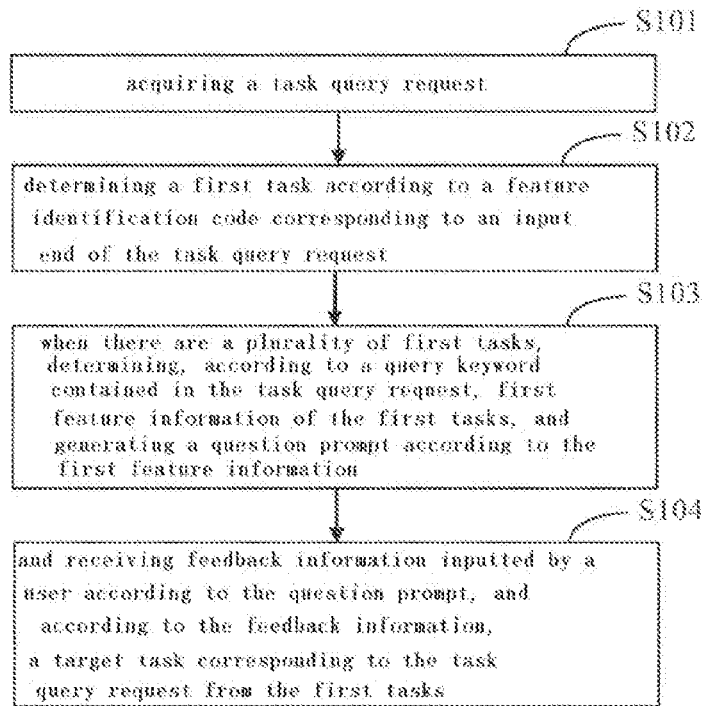 S101
acquiring a task query request
S102
determining a first task according to a feature
identification code corresponding to an input
end of the task query request
S103
when there are a plurality of first tasks,
determining, according to a query keyword
contained in the task query request, first
feature information of the first tasks, and
generating a question prompt according to the
first feature information
S104
and receiving feedback information inputted by a
user according to the question prompt, and
according to the feedback information,
a target task corresponding to the task
query request from the first tasks